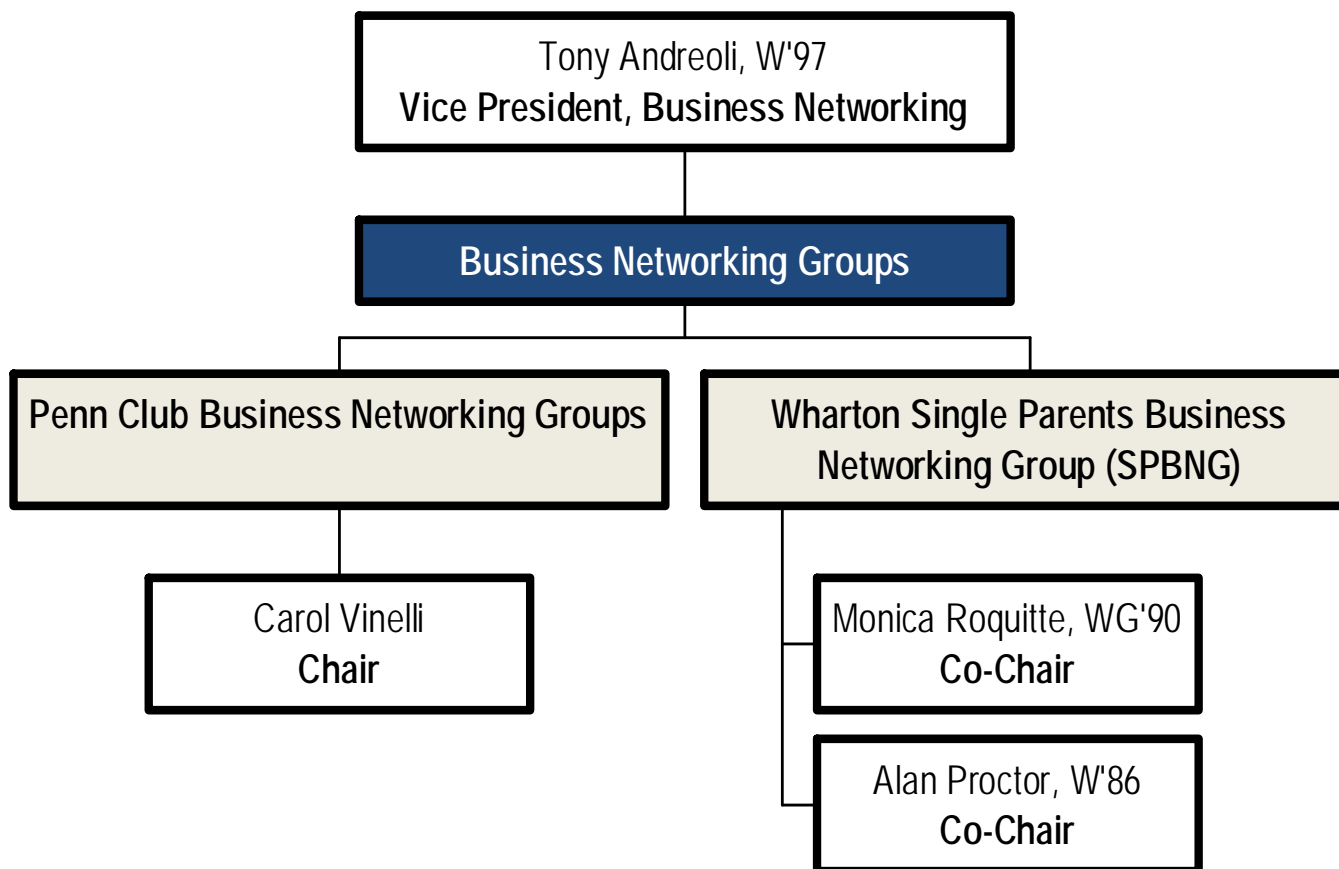 Tony Andreoli, W'97
Vice President, Business Networking
Business Networking Groups
Penn Club Business Networking Groups
Wharton Single Parents Business
Networking Group (SPBNG)
Carol Vinelli
Chair
Monica Roquitte, WG'90
Co-Chair
Alan Proctor, W'86
Co-Chair